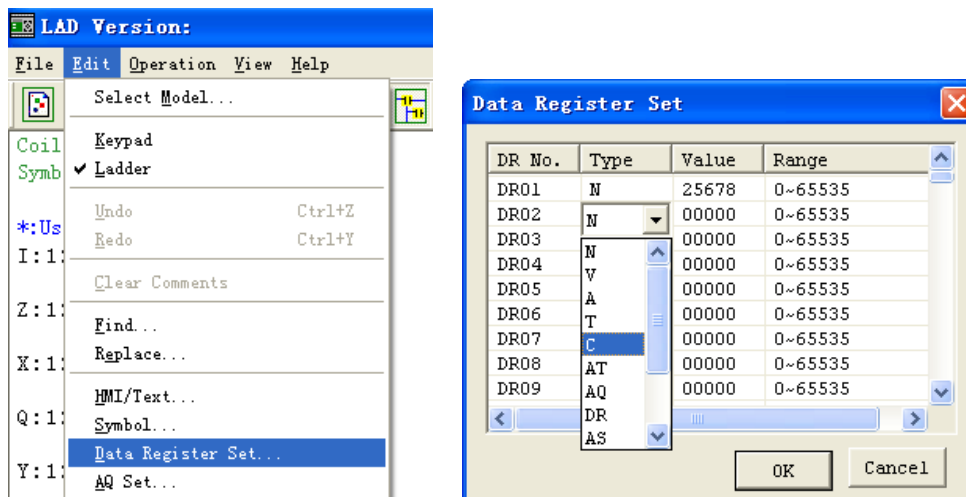 LAD Version:
File Edit Operation View Help
Select Model...
Coil
Keypad
Symb
Ladder
Undo Ctrl+Z
*:Us
Redo Ctrl+Y
I:1
Clear Comments
Z:1
Find...
Replace...
X:1
HMI/Text...
Q:1
Symbol...
Data Register Set...
Y:1
AQ Set...
Data Register Set
DR No. Type Value Range
DR01 N 25678 0~65535
DR02 N 00000 0~65535
DR03 00000 0~65535
N
DR04 00000 0~65535
V
DR05 00000 0~65535
A
DR06 00000 0~65535
T
DR07 00000 0~65535
C
DR08 00000 0~65535
AT
DR09 00000 0~65535
AQ
DR
AS
OK Cancel